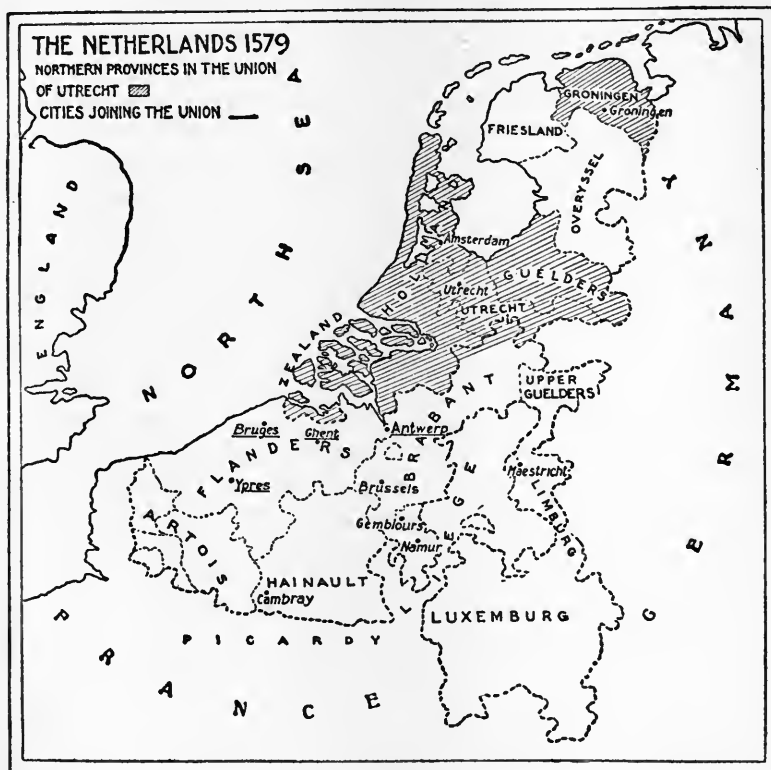 THE NETHERLANDS 1579
NORTHERN PROVINCES IN THE UNION
OF UTRECHT
CITIES JOINING THE UNION
NORTH SEA
ENGLAND
GRONINGEN
Groningen
FRIESLAND
OVERYSSEL
GERMANY
HOLLAND
Amsterdam
GUELDERS
Utrecht
UTRECHT
ZEALAND
BRABANT
UPPER
GUELDERS
Bruges
Ghent
Antwerp
FLANDERS
Ypres
Brussels
Maestricht
LIMBURG
ARTOIS
Gemblours
Namur
LIEGE
HAINAULT
Cambray
LUXEMBURG
PICARDY
FRANCE